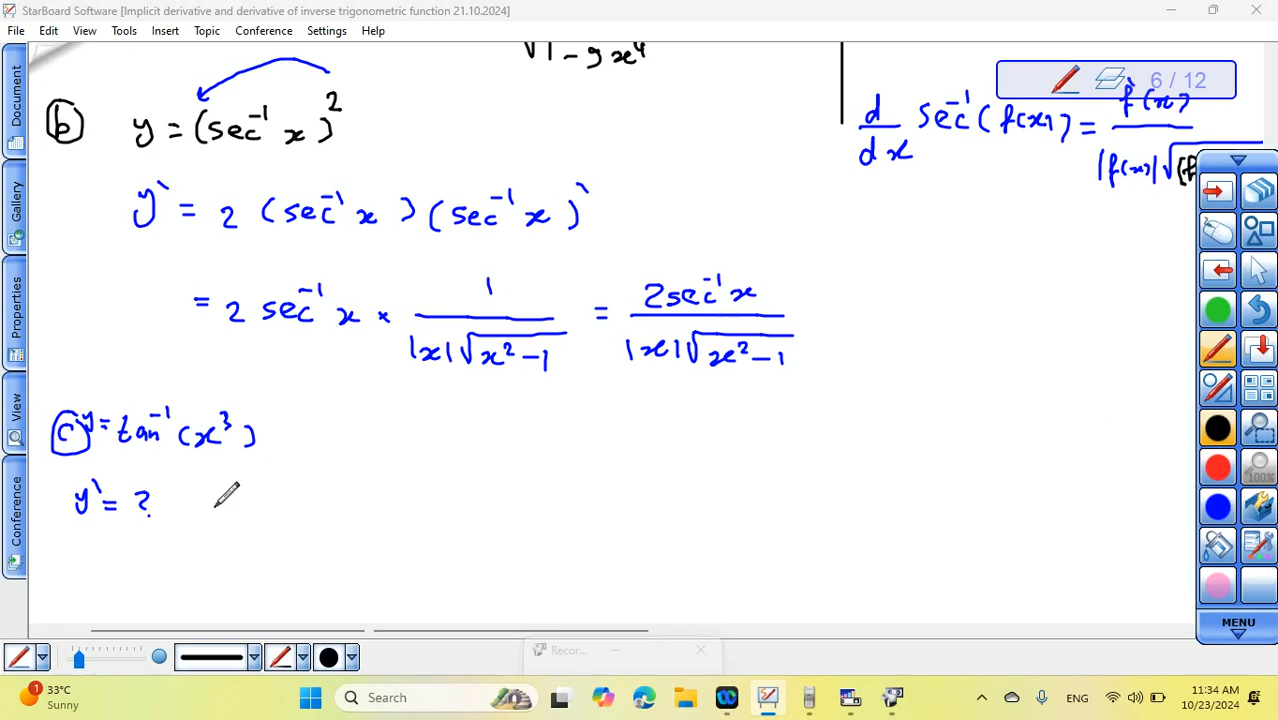 StarBoard Software [Implicit derivative and derivative of inverse trigonometric function 21.10.2024]
File Edit View Tools Insert Topic Conference Settings Help
√1 - 9x⁴
6 / 12
b y = (sec⁻¹ x)²
d/dx sec⁻¹ (f(x)) = f`(x) / |f(x)|√(f
y` = 2 (sec⁻¹ x) (sec⁻¹ x)`
= 2 sec⁻¹ x × 1 / |x|√x² - 1 = 2sec⁻¹ x / |x|√x² - 1
c y = tan⁻¹ (x³)
y` = ?
Document
Gallery
Properties
View
Conference
100%
MENU
Recor...
1
33°C
Sunny
Search
ENG
11:34 AM
10/23/2024